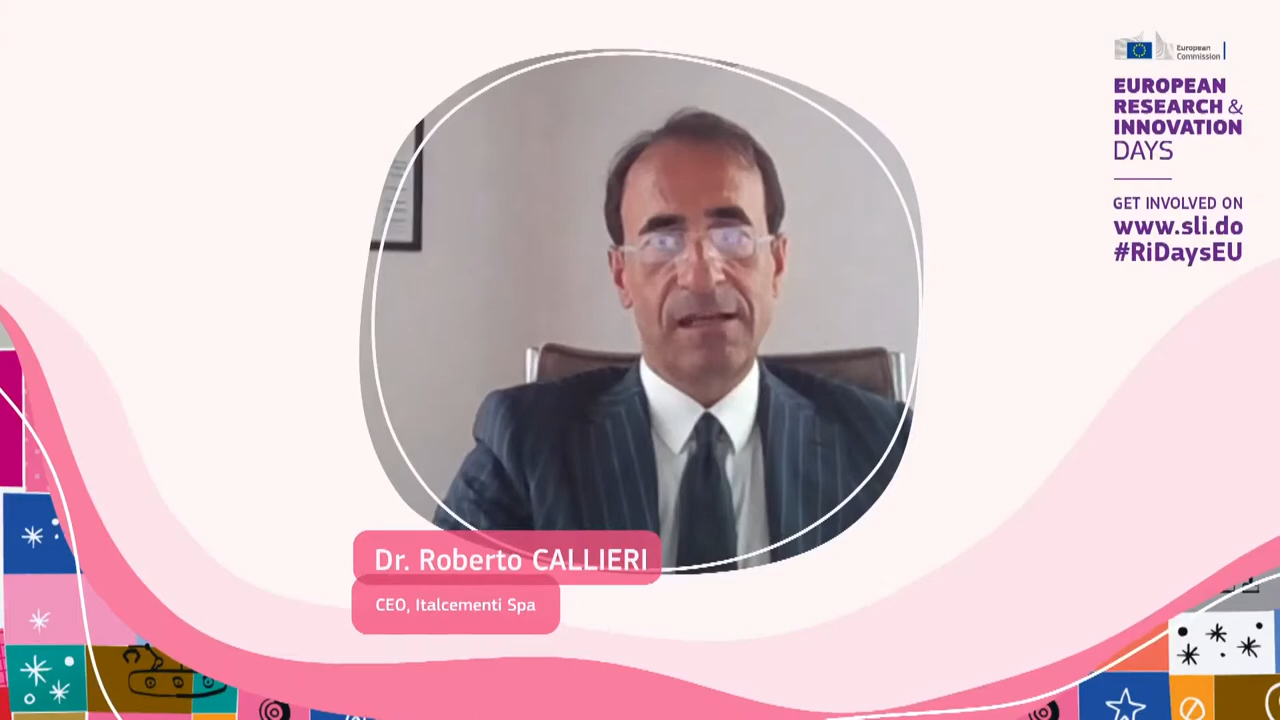 European
Commission
EUROPEAN
RESEARCH &
INNOVATION
DAYS
GET INVOLVED ON
www.sli.do
#RiDaysEU
Dr. Roberto CALLIERI
CEO, Italcementi Spa